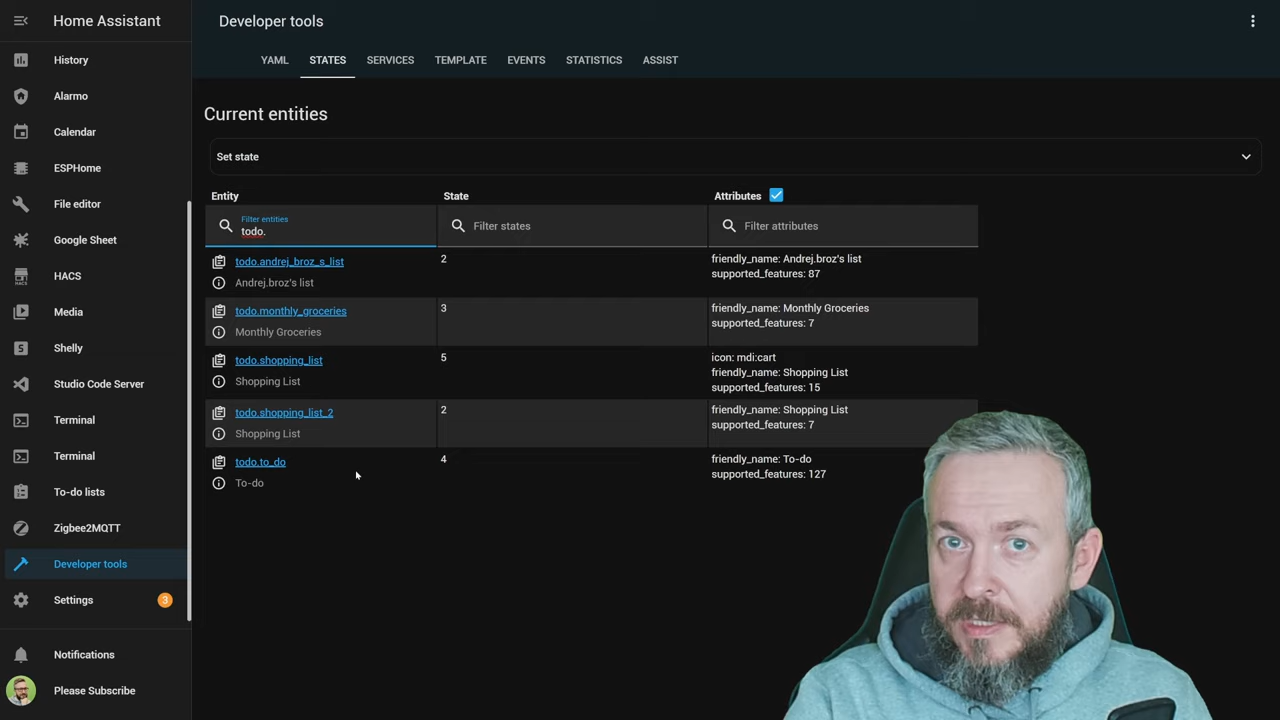 Home Assistant
History
Alarmo
Calendar
ESPHome
File editor
Google Sheet
HACS
HACS
Media
S
Shelly
Studio Code Server
Terminal
Terminal
To-do lists
Zigbee2MQTT
Developer tools
Settings 3
Notifications
Please Subscribe
Developer tools
YAML STATES SERVICES TEMPLATE EVENTS STATISTICS ASSIST
Current entities
Set state
Entity State Attributes
Filter entities
todo.
Filter states
Filter attributes
todo.andrej_broz_s_list 2 friendly_name: Andrej.broz's list
Andrej.broz's list supported_features: 87
todo.monthly_groceries 3 friendly_name: Monthly Groceries
Monthly Groceries supported_features: 7
todo.shopping_list 5 icon: mdi:cart
friendly_name: Shopping List
Shopping List supported_features: 15
todo.shopping_list_2 2 friendly_name: Shopping List
Shopping List supported_features: 7
todo.to_do 4 friendly_name: To-do
To-do supported_features: 127